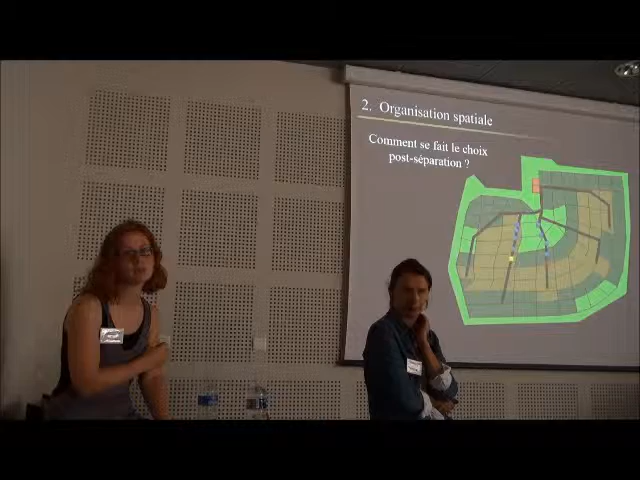 2. Organisation spatiale
Comment se fait le choix
post-séparation ?